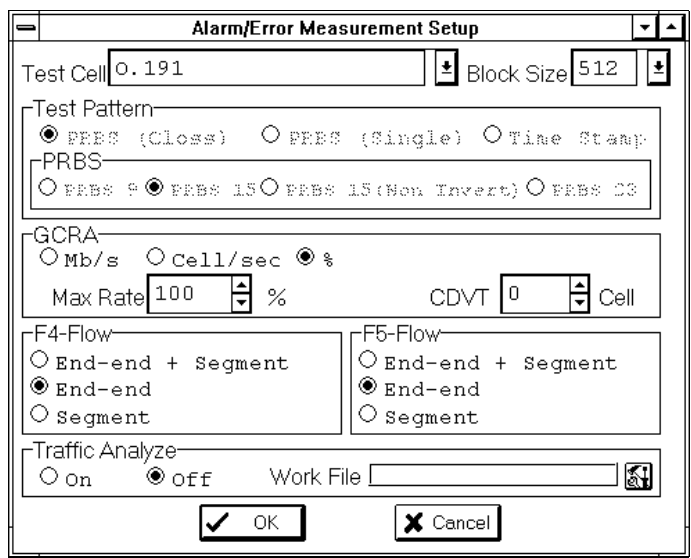 Alarm/Error Measurement Setup
Test Cell O.191 Block Size 512
Test Pattern
PRBS (Closs) PRBS (Single) Time Stamp
PRBS
PRBS 9 PRBS 15 PRBS 15(Non Invert) PRBS 23
GCRA
Mb/s Cell/sec %
Max Rate 100 % CDVT 0 Cell
F4-Flow F5-Flow
End-end + Segment End-end + Segment
End-end End-end
Segment Segment
Traffic Analyze
On Off Work File
OK Cancel